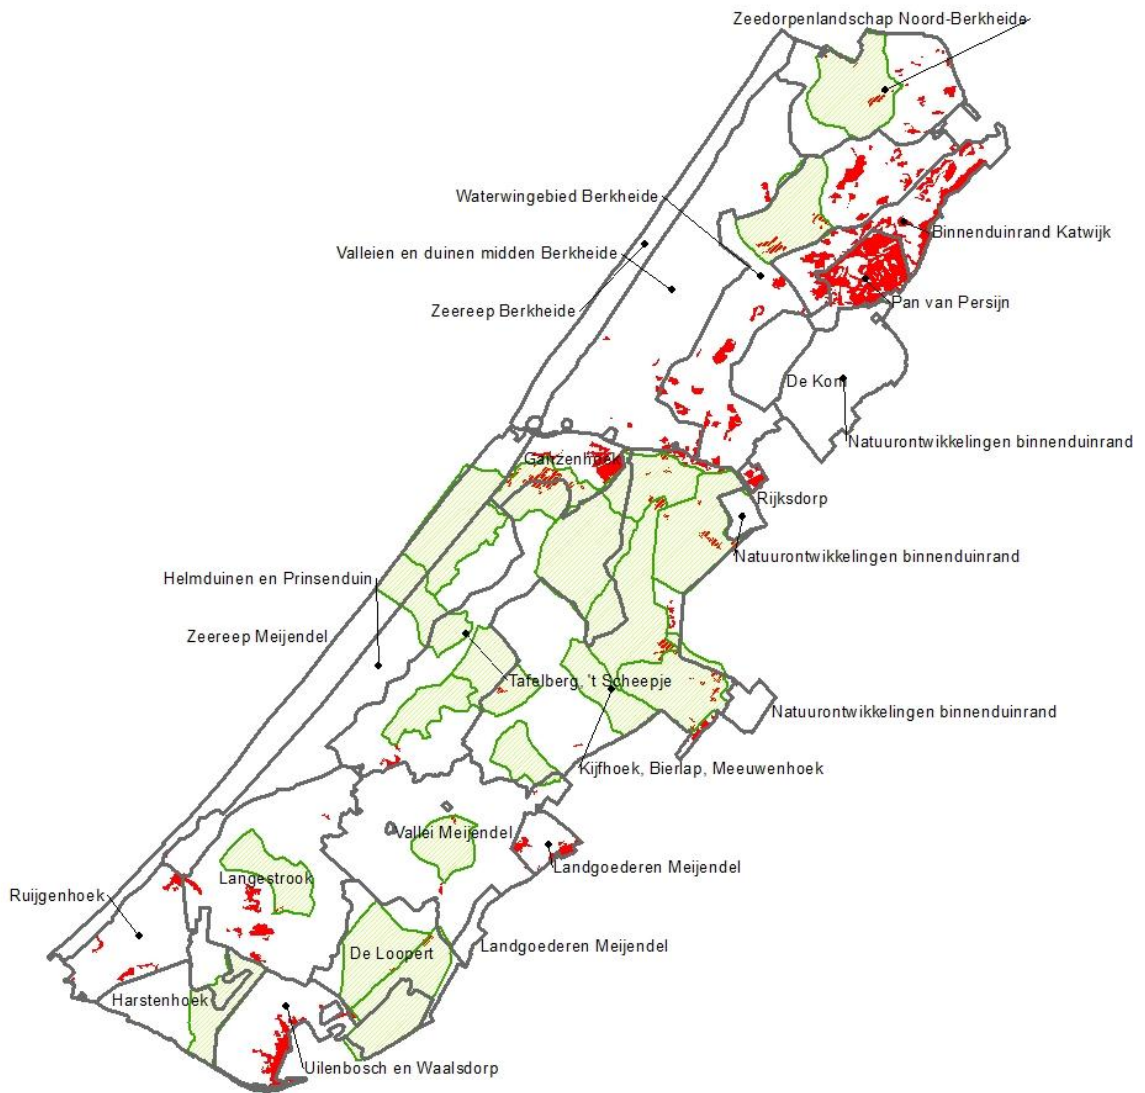 Zeedorpenlandschap Noord-Berkheide
Waterwingebied Berkheide
Binnenduinrand Katwijk
Valleien en duinen midden Berkheide
Pan van Persijn
Zeereep Berkheide
De Kom
Natuurontwikkelingen binnenduinrand
Ganzenhoek
Rijksdorp
Natuurontwikkelingen binnenduinrand
Helmduinen en Prinsenduin
Zeereep Meijendel
Tafelberg, 't Scheepje
Natuurontwikkelingen binnenduinrand
Kijfhoek, Bierlap, Meeuwenhoek
Vallei Meijendel
Landgoederen Meijendel
Langestrook
Ruijgenhoek
Landgoederen Meijendel
De Loopert
Harstenhoek
Uilenbosch en Waalsdorp